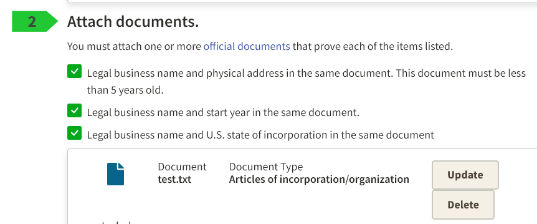 2
Attach documents.
You must attach one or more official documents that prove each of the items listed.
Legal business name and physical address in the same document. This document must be less
than 5 years old.
Legal business name and start year in the same document.
Legal business name and U.S. state of incorporation in the same document
Document Document Type
test.txt Articles of incorporation/organization
Update
Delete